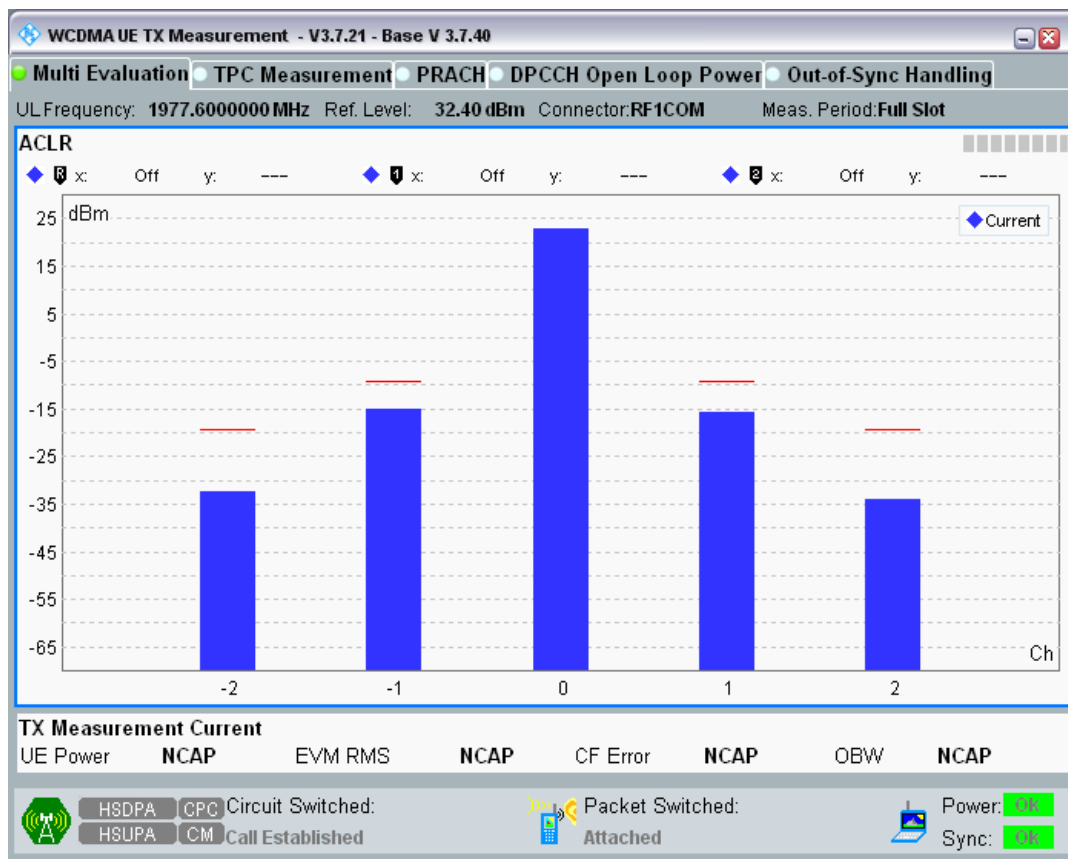 WCDMA UE TX Measurement - V3.7.21 - Base V 3.7.40
Multi Evaluation TPC Measurement PRACH DPCCH Open Loop Power Out-of-Sync Handling
UL Frequency: 1977.6000000 MHz Ref. Level: 32.40 dBm Connector:RF1COM Meas. Period:Full Slot
ACLR
R x: Off y: --- 1 x: Off y: --- 2 x: Off y: ---
25 dBm Current
15
5
-5
-15
-25
-35
-45
-55
-65 Ch
-2 -1 0 1 2
TX Measurement Current
UE Power NCAP EVM RMS NCAP CF Error NCAP OBW NCAP
HSDPA CPC Circuit Switched: Packet Switched: Power: Ok
HSUPA CM Call Established Attached Sync: Ok